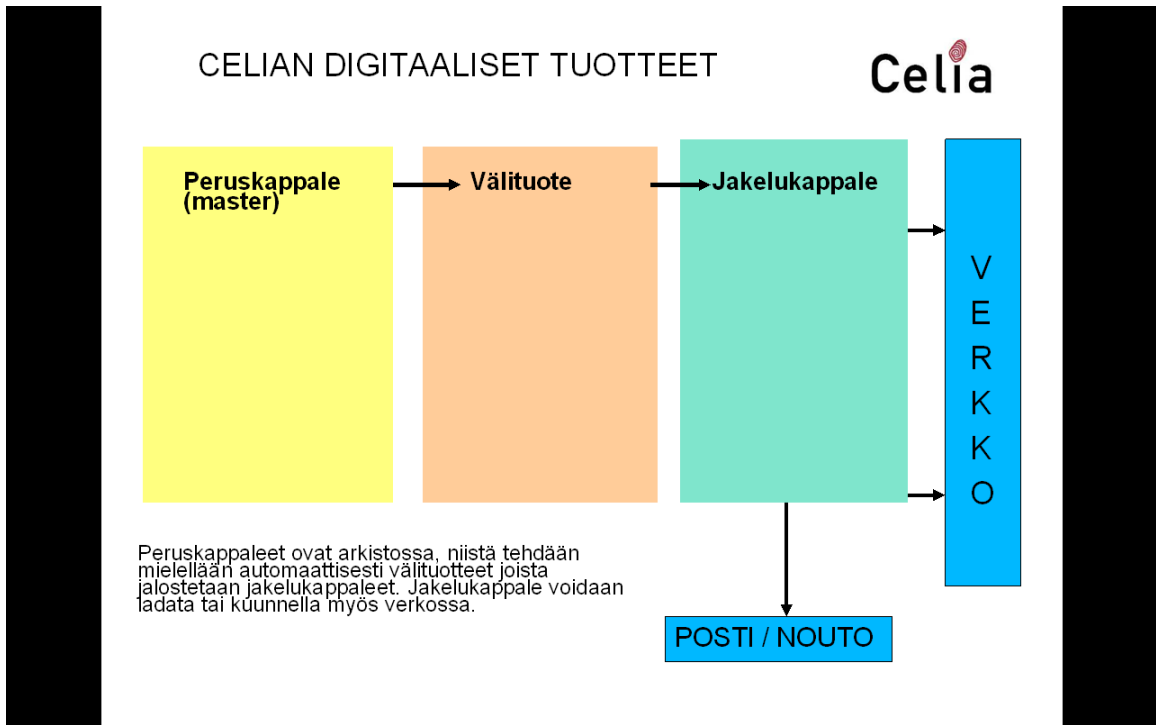 CELIAN DIGITAALISET TUOTTEET
Celia
Peruskappale
(master)
Välituote
Jakelukappale
VERKKO
Peruskappaleet ovat arkistossa, niistä tehdään
mielellään automaattisesti välituotteet joista
jalostetaan jakelukappaleet. Jakelukappale voidaan
ladata tai kuunnella myös verkossa.
POSTI / NOUTO